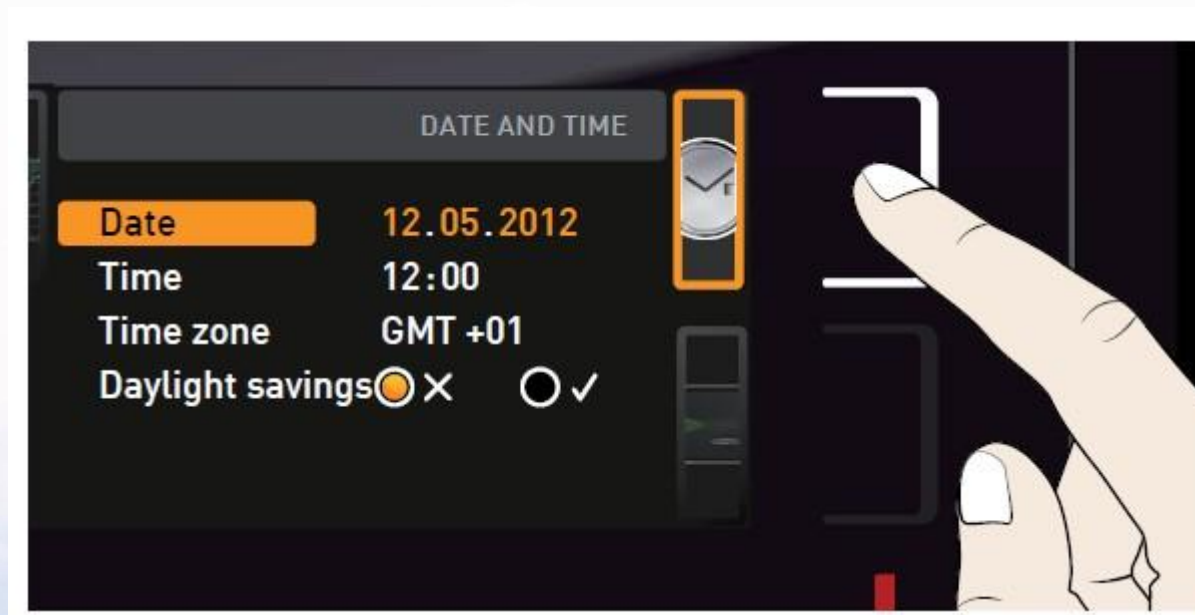 DATE AND TIME
Date 12.05.2012
Time 12:00
Time zone GMT +01
Daylight savings